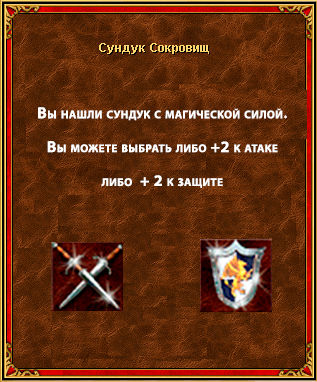 Сундук Сокровищ
Вы нашли сундук с магической силой.
Вы можете выбрать либо +2 к атаке
либо + 2 к защите